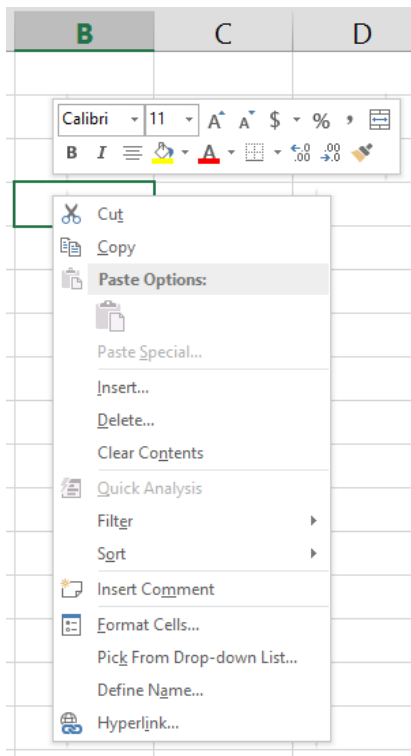 B C D
Calibri 11 A A $ % ,
B I A .00 .00
Cut
Copy
Paste Options:
Paste Special...
Insert...
Delete...
Clear Contents
Quick Analysis
Filter
Sort
Insert Comment
Format Cells...
Pick From Drop-down List...
Define Name...
Hyperlink...